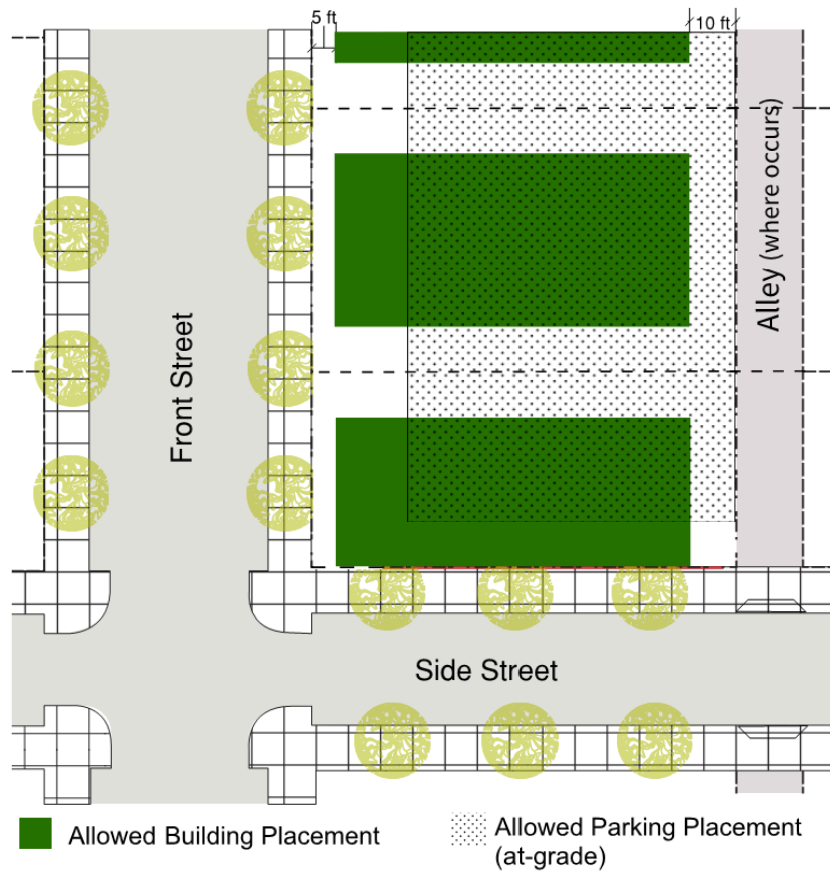 5 ft
10 ft
Front Street
Alley (where occurs)
Side Street
Allowed Building Placement
Allowed Parking Placement
(at-grade)